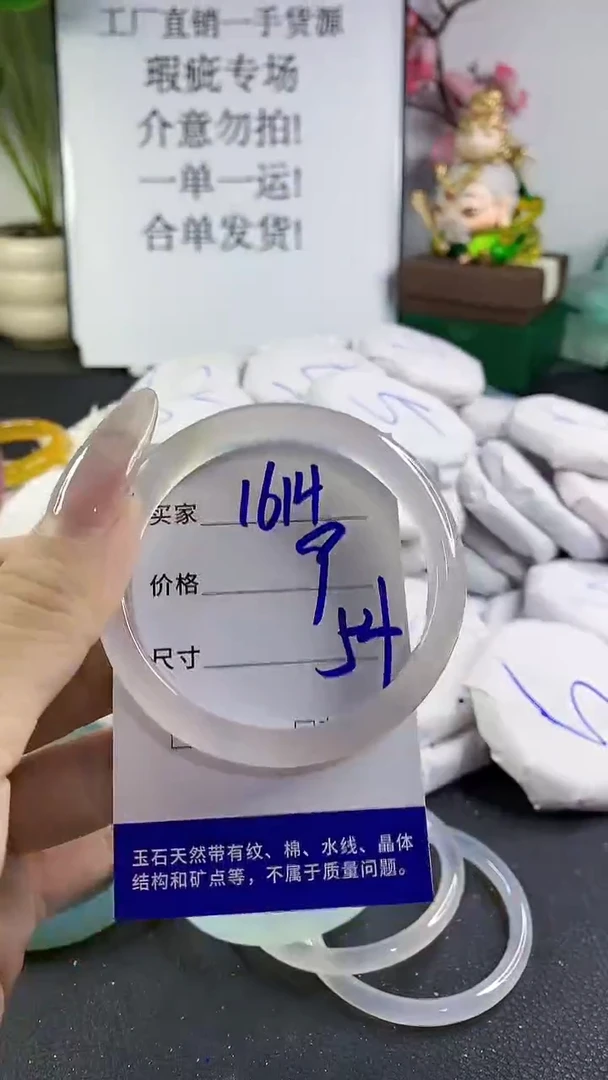 工厂直销一手货源
瑕疵专场
介意勿拍!
一单一运!
合单发货!
买家 1614
价格 9
尺寸 54
玉石天然带有纹、棉、水线、晶体
结构和矿点等，不属于质量问题。